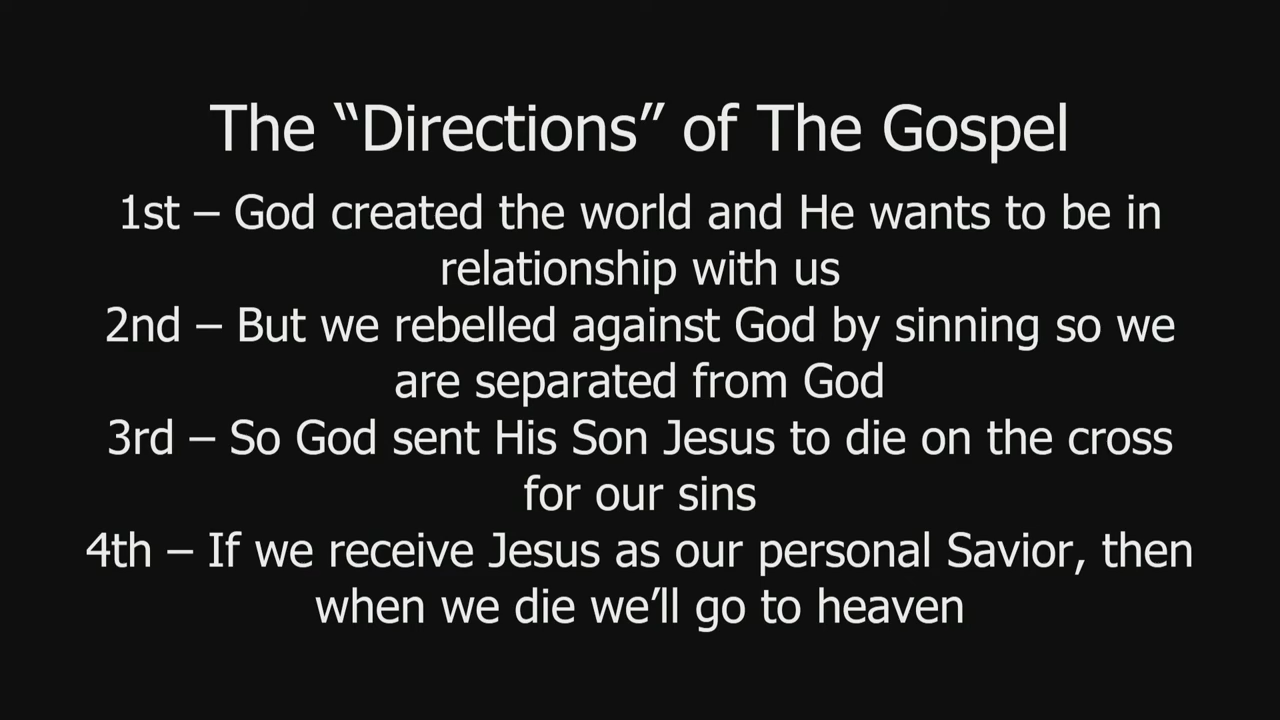 The “Directions” of The Gospel
1st – God created the world and He wants to be in
relationship with us
2nd – But we rebelled against God by sinning so we
are separated from God
3rd – So God sent His Son Jesus to die on the cross
for our sins
4th – If we receive Jesus as our personal Savior, then
when we die we’ll go to heaven